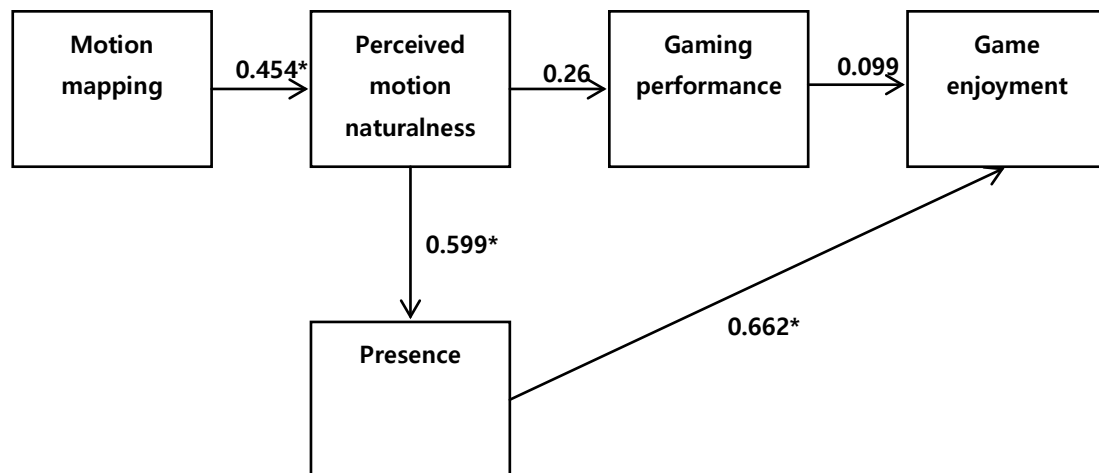 Motion
mapping
0.454*
Perceived
motion
naturalness
0.26
Gaming
performance
0.099
Game
enjoyment
0.599*
0.662*
Presence